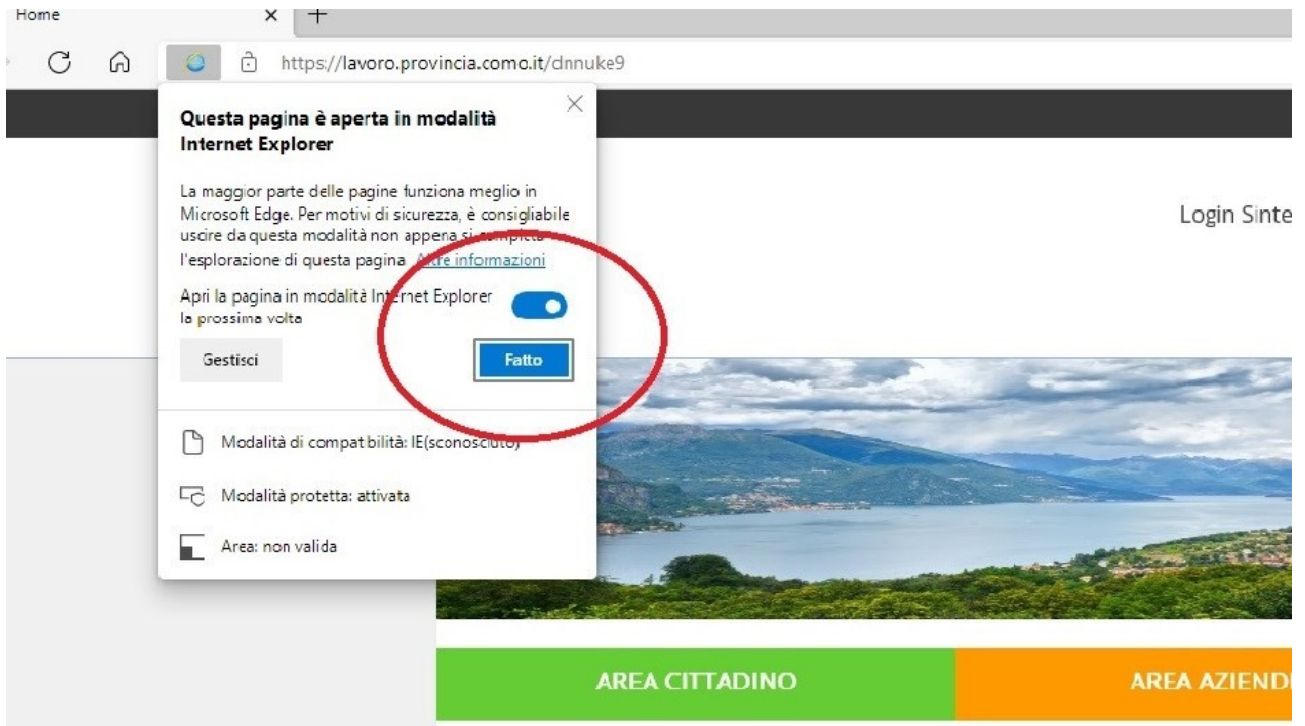 Home
https://lavoro.provincia.como.it/dnnuke9
Questa pagina è aperta in modalità
Internet Explorer
La maggior parte delle pagine funziona meglio in
Microsoft Edge. Per motivi di sicurezza, è consigliabile
uscire da questa modalità non appena si completa
l'esplorazione di questa pagina. Altre informazioni
Apri la pagina in modalità Internet Explorer
la prossima volta
Gestisci
Fatto
Modalità di compatibilità: IE(sconosciuto)
Modalità protetta: attivata
Area: non valida
Login Sinte
AREA CITTADINO
AREA AZIEND